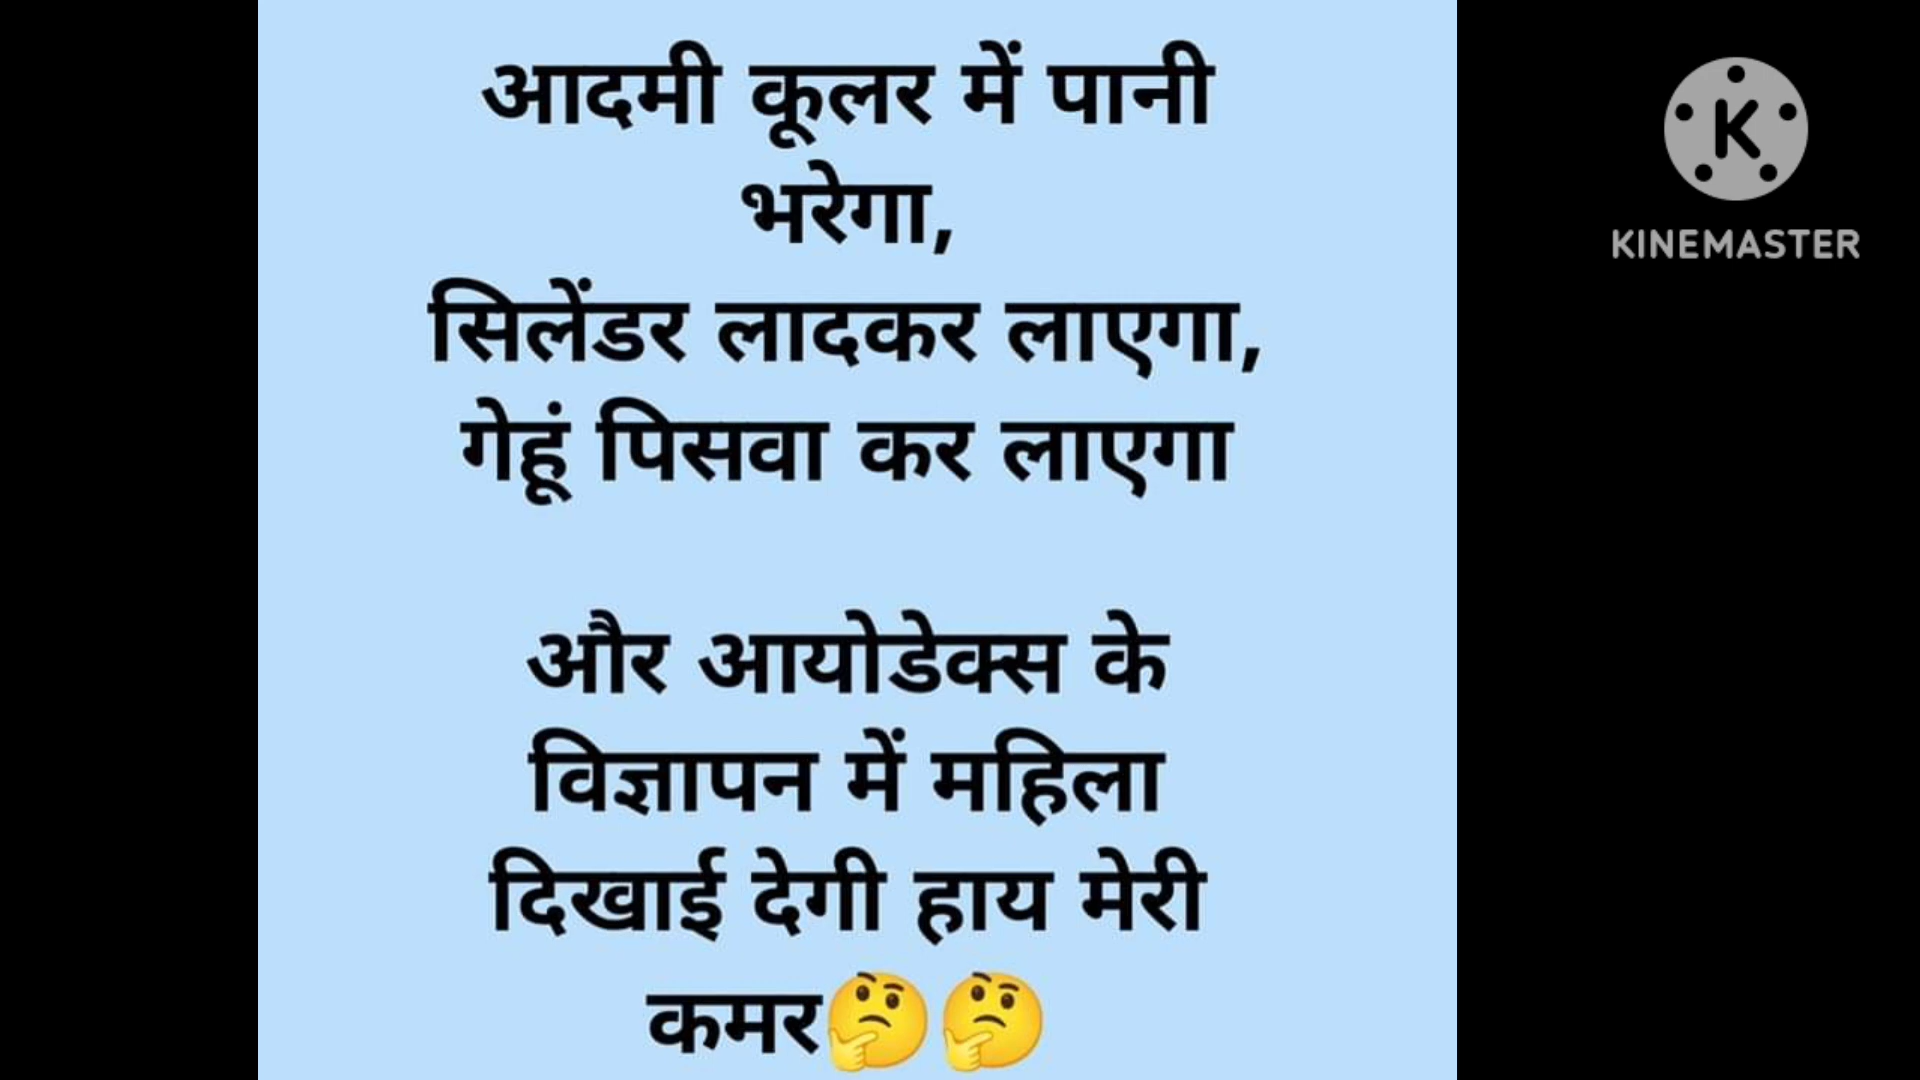 आदमी कूलर में पानी
भरेगा,
सिलेंडर लादकर लाएगा,
गेहूं पिसवा कर लाएगा
और आयोडेक्स के
विज्ञापन में महिला
दिखाई देगी हाय मेरी
कमर🤔🤔
K
KINEMASTER